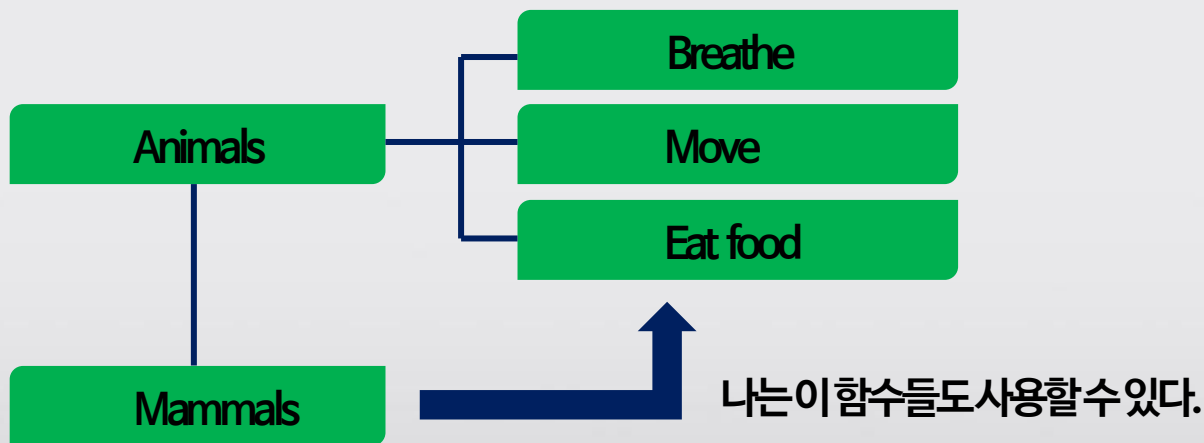 Breathe
Animals
Move
Eat food
Mammals
나는 이 함수들도 사용할 수 있다.